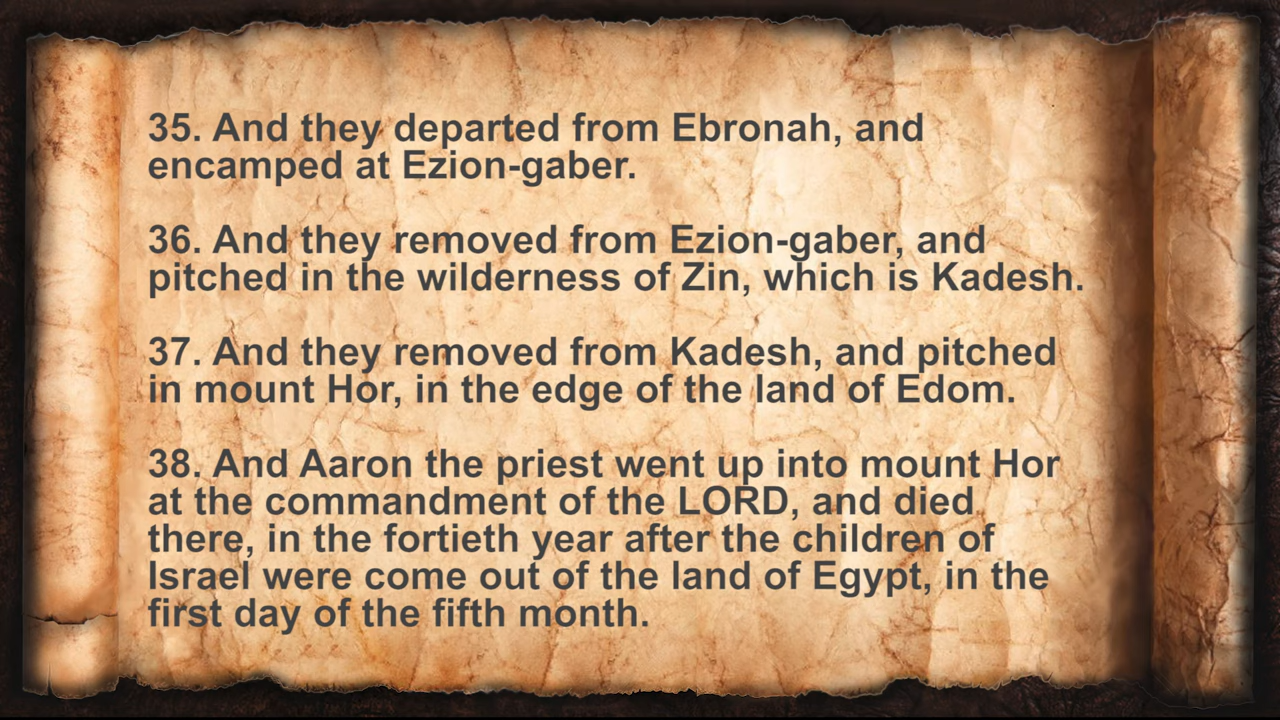 35. And they departed from Ebronah, and
encamped at Ezion-gaber.
36. And they removed from Ezion-gaber, and
pitched in the wilderness of Zin, which is Kadesh.
37. And they removed from Kadesh, and pitched
in mount Hor, in the edge of the land of Edom.
38. And Aaron the priest went up into mount Hor
at the commandment of the LORD, and died
there, in the fortieth year after the children of
Israel were come out of the land of Egypt, in the
first day of the fifth month.